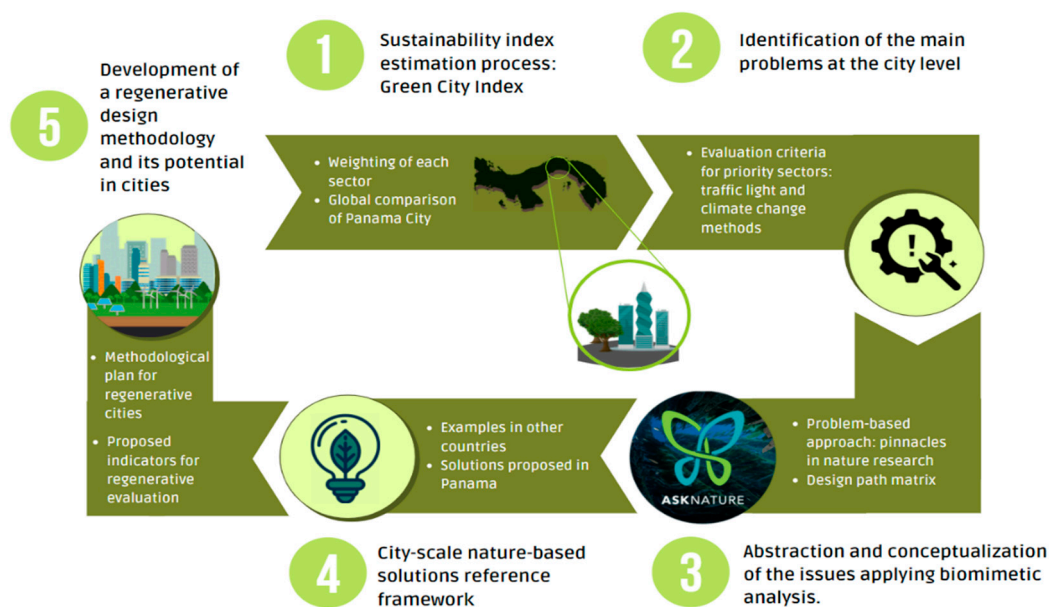 1
Sustainability index
estimation process:
Green City Index
• Weighting of each
sector
• Global comparison
of Panama City
2
Identification of the main
problems at the city level
• Evaluation criteria
for priority sectors:
traffic light and
climate change
methods
!
3
Abstraction and conceptualization
of the issues applying biomimetic
analysis.
• Problem-based
approach: pinnacles
in nature research
• Design path matrix
ASKNATURE
4
City-scale nature-based
solutions reference
framework
• Examples in other
countries
• Solutions proposed in
Panama
5
Development of
a regenerative
design
methodology
and its potential
in cities
• Methodological
plan for
regenerative
cities
• Proposed
indicators for
regenerative
evaluation